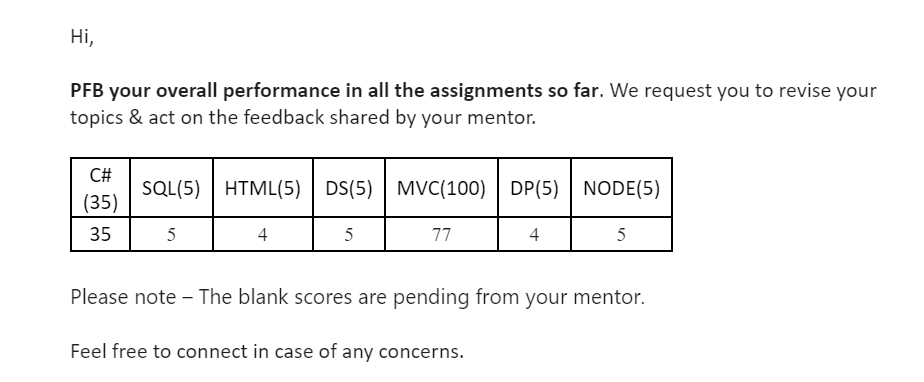 Hi,
PFB your overall performance in all the assignments so far. We request you to revise your
topics & act on the feedback shared by your mentor.
C# (35) SQL(5) HTML(5) DS(5) MVC(100) DP(5) NODE(5)
35 5 4 5 77 4 5
Please note – The blank scores are pending from your mentor.
Feel free to connect in case of any concerns.